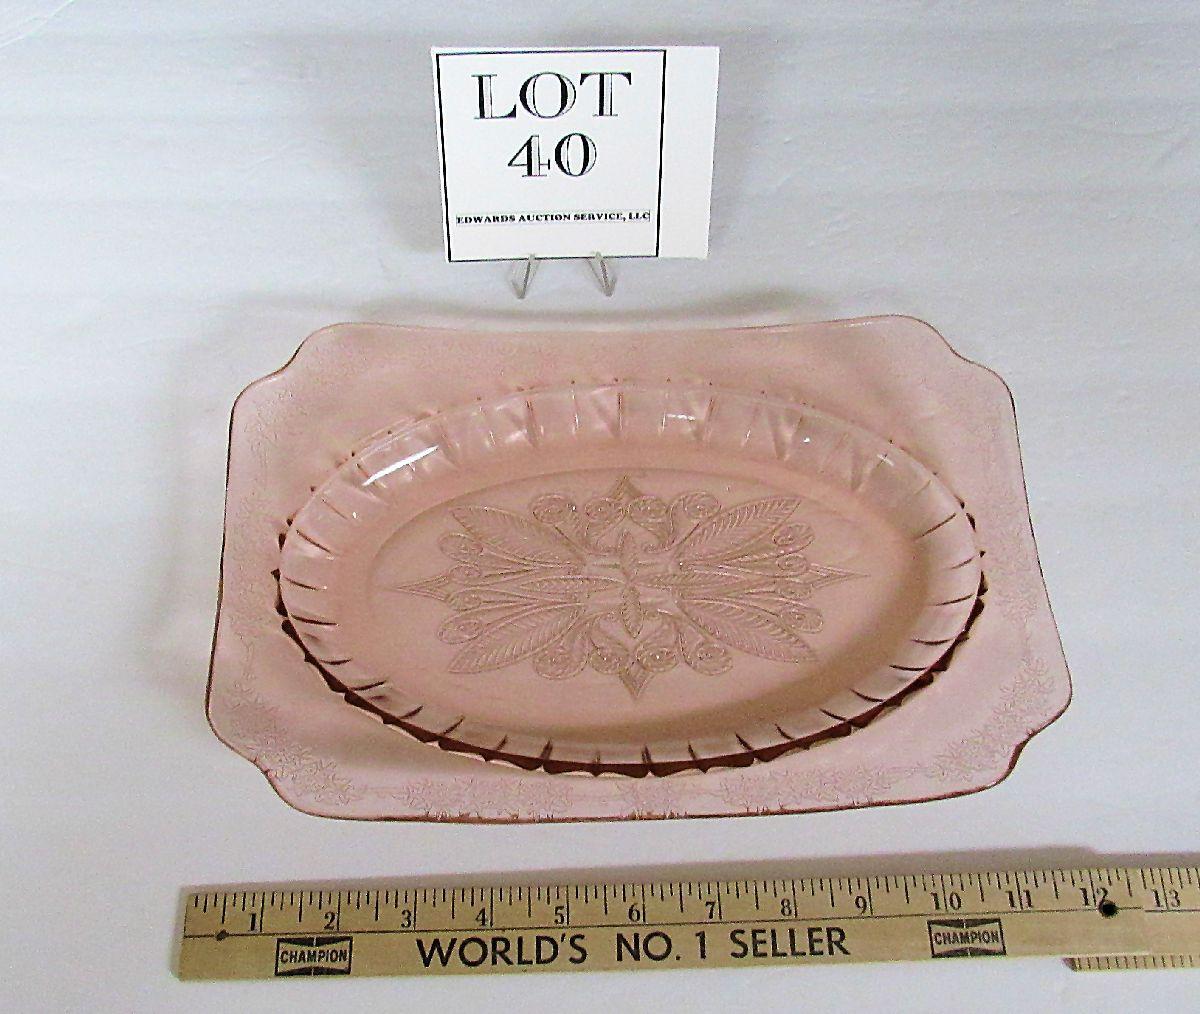 LOT
40
EDWARDS AUCTION SERVICE, LLC
1 2 3 4 5 6 7 8 9 10 11 12 13
CHAMPION WORLD'S NO. 1 SELLER CHAMPION